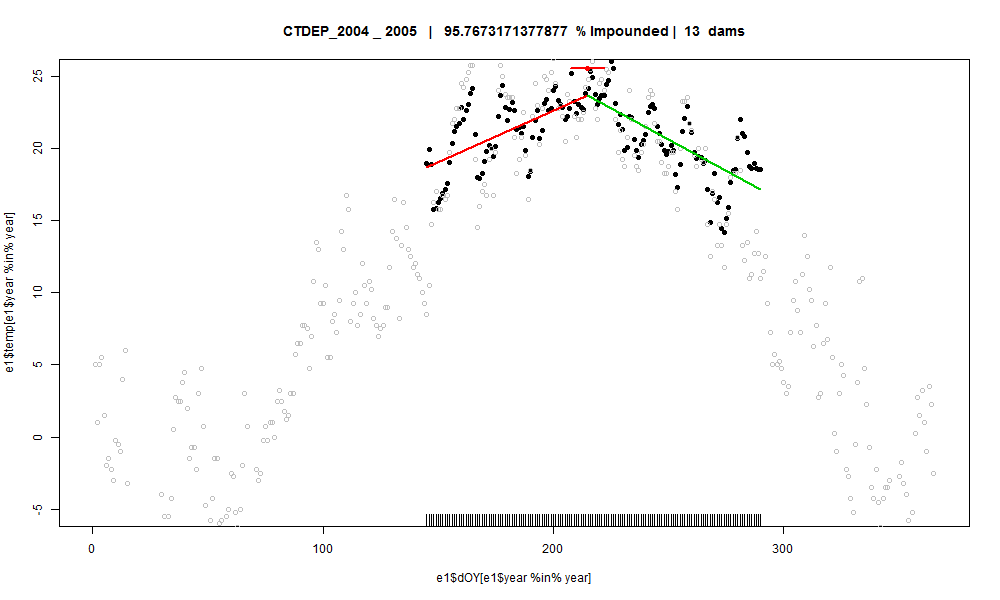 CTDEP_2004 _ 2005 | 95.7673171377877 % Impounded | 13 dams
25
20
15
10
5
0
-5
e1$temp[e1$year %in% year]
0 100 200 300
e1$dOY[e1$year %in% year]